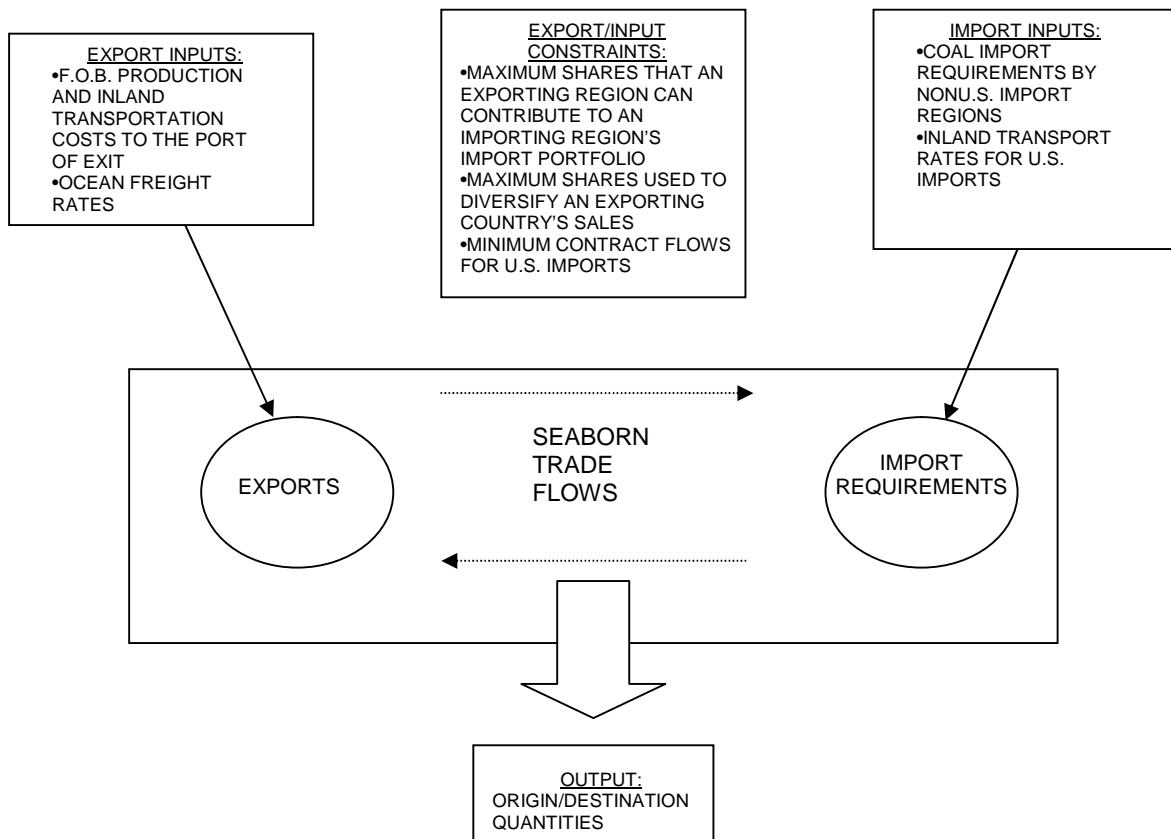 EXPORT INPUTS:
•F.O.B. PRODUCTION
AND INLAND
TRANSPORTATION
COSTS TO THE PORT
OF EXIT
•OCEAN FREIGHT
RATES
EXPORT/INPUT
CONSTRAINTS:
•MAXIMUM SHARES THAT AN
EXPORTING REGION CAN
CONTRIBUTE TO AN
IMPORTING REGION'S
IMPORT PORTFOLIO
•MAXIMUM SHARES USED TO
DIVERSIFY AN EXPORTING
COUNTRY'S SALES
•MINIMUM CONTRACT FLOWS
FOR U.S. IMPORTS
IMPORT INPUTS:
•COAL IMPORT
REQUIREMENTS BY
NONU.S. IMPORT
REGIONS
•INLAND TRANSPORT
RATES FOR U.S.
IMPORTS
EXPORTS
SEABORN
TRADE
FLOWS
IMPORT
REQUIREMENTS
OUTPUT:
ORIGIN/DESTINATION
QUANTITIES